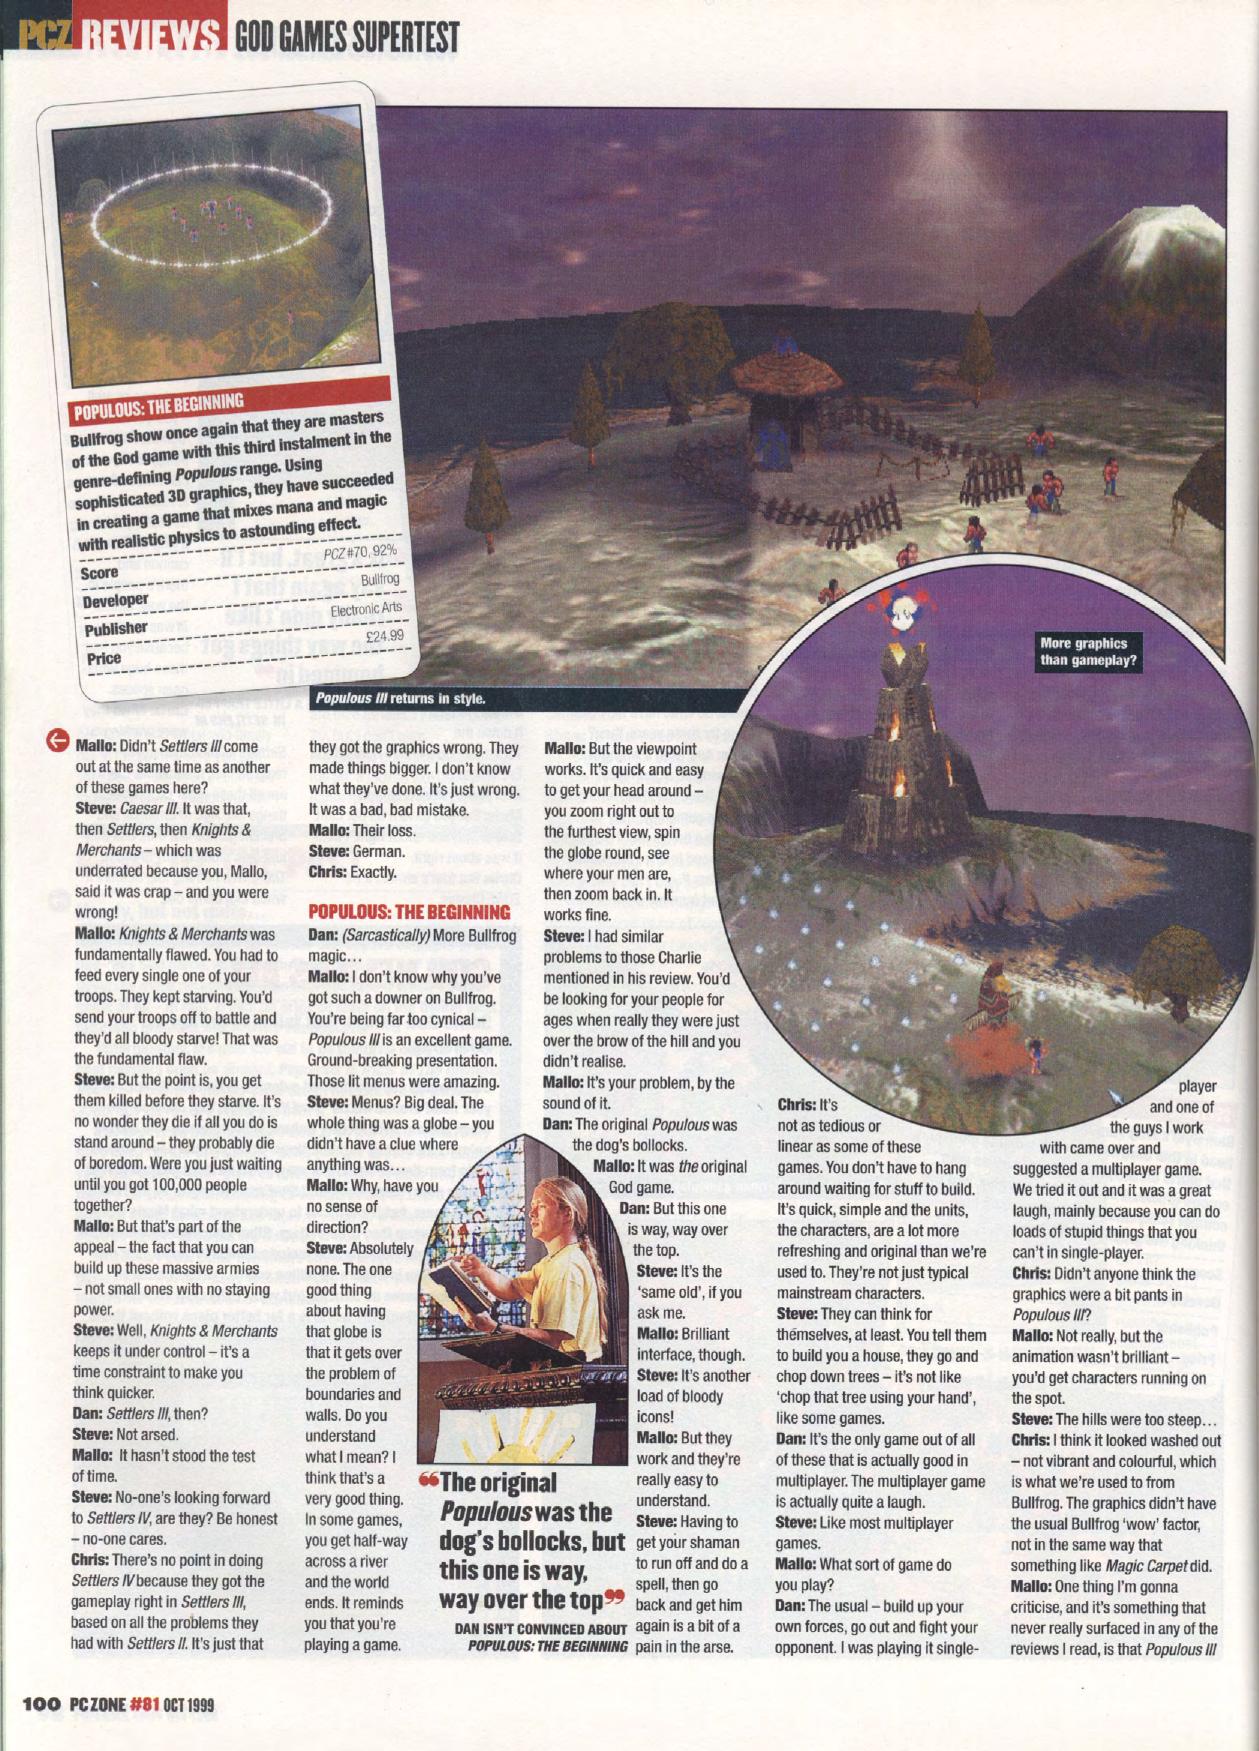 PCZ REVIEWS GOD GAMES SUPERTEST
POPULOUS: THE BEGINNING
Bullfrog show once again that they are masters
of the God game with this third instalment in the
genre-defining Populous range. Using
sophisticated 3D graphics, they have succeeded
in creating a game that mixes mana and magic
with realistic physics to astounding effect.
Score PCZ #70, 92%
Developer Bullfrog
Publisher Electronic Arts
Price £24.99
Populous III returns in style.
More graphics
than gameplay?
Mallo: Didn't Settlers III come
out at the same time as another
of these games here?
Steve: Caesar III. It was that,
then Settlers, then Knights &
Merchants – which was
underrated because you, Mallo,
said it was crap – and you were
wrong!
Mallo: Knights & Merchants was
fundamentally flawed. You had to
feed every single one of your
troops. They kept starving. You'd
send your troops off to battle and
they'd all bloody starve! That was
the fundamental flaw.
Steve: But the point is, you get
them killed before they starve. It's
no wonder they die if all you do is
stand around – they probably die
of boredom. Were you just waiting
until you got 100,000 people
together?
Mallo: But that's part of the
appeal – the fact that you can
build up these massive armies
– not small ones with no staying
power.
Steve: Well, Knights & Merchants
keeps it under control – it's a
time constraint to make you
think quicker.
Dan: Settlers III, then?
Steve: Not arsed.
Mallo: It hasn't stood the test
of time.
Steve: No-one's looking forward
to Settlers IV, are they? Be honest
– no-one cares.
Chris: There's no point in doing
Settlers IV because they got the
gameplay right in Settlers III,
based on all the problems they
had with Settlers II. It's just that
they got the graphics wrong. They
made things bigger. I don't know
what they've done. It's just wrong.
It was a bad, bad mistake.
Mallo: Their loss.
Steve: German.
Chris: Exactly.
POPULOUS: THE BEGINNING
Dan: (Sarcastically) More Bullfrog
magic...
Mallo: I don't know why you've
got such a downer on Bullfrog.
You're being far too cynical –
Populous III is an excellent game.
Ground-breaking presentation.
Those lit menus were amazing.
Steve: Menus? Big deal. The
whole thing was a globe – you
didn't have a clue where
anything was...
Mallo: Why, have you
no sense of
direction?
Steve: Absolutely
none. The one
good thing
about having
that globe is
that it gets over
the problem of
boundaries and
walls. Do you
understand
what I mean? I
think that's a
very good thing.
In some games,
you get half-way
across a river
and the world
ends. It reminds
you that you're
playing a game.
“The original
Populous was the
dog's bollocks, but
this one is way,
way over the top”
DAN ISN'T CONVINCED ABOUT
POPULOUS: THE BEGINNING
Mallo: But the viewpoint
works. It's quick and easy
to get your head around –
you zoom right out to
the furthest view, spin
the globe round, see
where your men are,
then zoom back in. It
works fine.
Steve: I had similar
problems to those Charlie
mentioned in his review. You'd
be looking for your people for
ages when really they were just
over the brow of the hill and you
didn't realise.
Mallo: It's your problem, by the
sound of it.
Dan: The original Populous was
the dog's bollocks.
Mallo: It was the original
God game.
Dan: But this one
is way, way over
the top.
Steve: It's the
'same old', if you
ask me.
Mallo: Brilliant
interface, though.
Steve: It's another
load of bloody
icons!
Mallo: But they
work and they're
really easy to
understand.
Steve: Having to
get your shaman
to run off and do a
spell, then go
back and get him
again is a bit of a
pain in the arse.
Chris: It's
not as tedious or
linear as some of these
games. You don't have to hang
around waiting for stuff to build.
It's quick, simple and the units,
the characters, are a lot more
refreshing and original than we're
used to. They're not just typical
mainstream characters.
Steve: They can think for
themselves, at least. You tell them
to build you a house, they go and
chop down trees – it's not like
'chop that tree using your hand',
like some games.
Dan: It's the only game out of all
of these that is actually good in
multiplayer. The multiplayer game
is actually quite a laugh.
Steve: Like most multiplayer
games.
Mallo: What sort of game do
you play?
Dan: The usual – build up your
own forces, go out and fight your
opponent. I was playing it single-
player
and one of
the guys I work
with came over and
suggested a multiplayer game.
We tried it out and it was a great
laugh, mainly because you can do
loads of stupid things that you
can't in single-player.
Chris: Didn't anyone think the
graphics were a bit pants in
Populous III?
Mallo: Not really, but the
animation wasn't brilliant –
you'd get characters running on
the spot.
Steve: The hills were too steep...
Chris: I think it looked washed out
– not vibrant and colourful, which
is what we're used to from
Bullfrog. The graphics didn't have
the usual Bullfrog 'wow' factor,
not in the same way that
something like Magic Carpet did.
Mallo: One thing I'm gonna
criticise, and it's something that
never really surfaced in any of the
reviews I read, is that Populous III
100 PC ZONE #81 OCT 1999